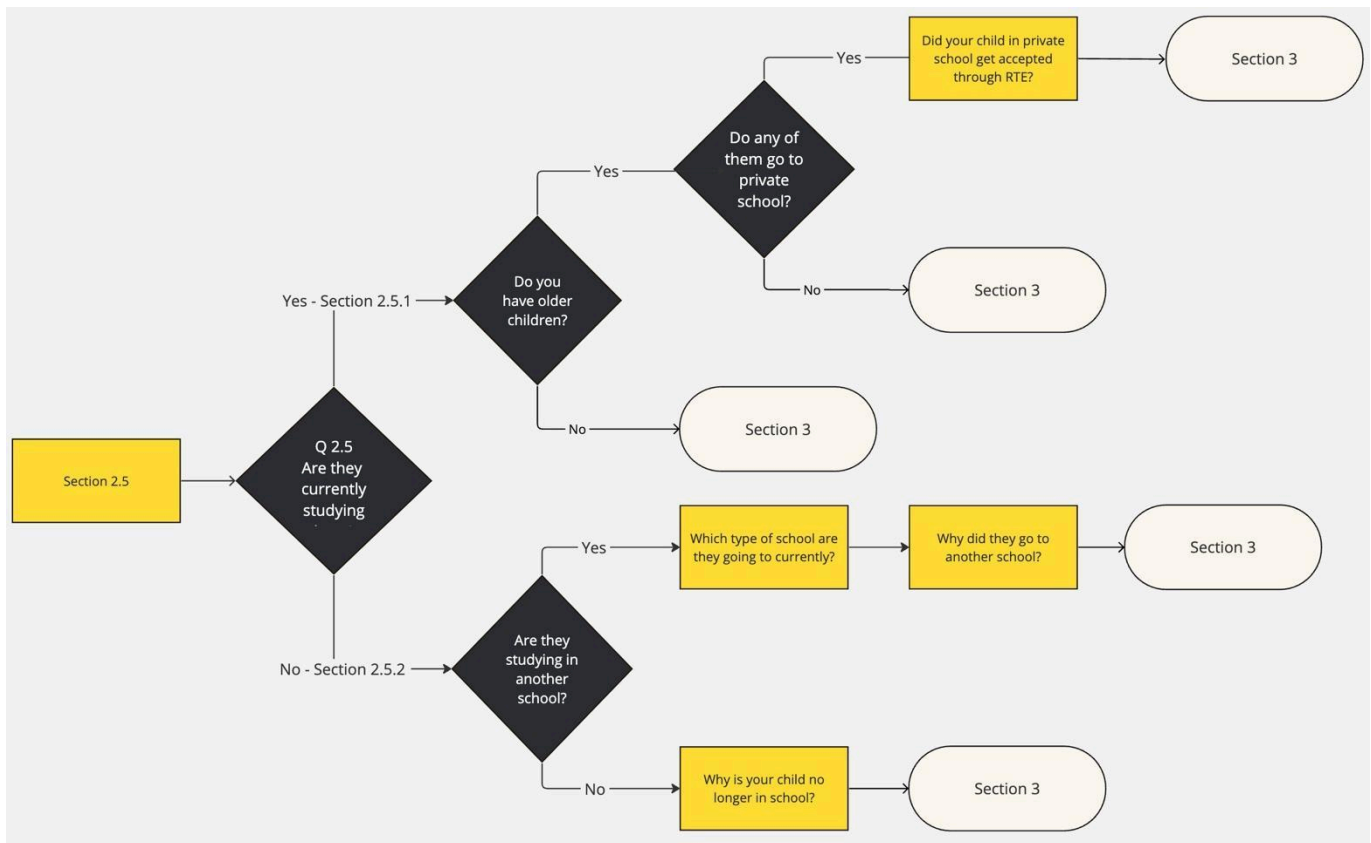 Did your child in private
school get accepted
through RTE?
Section 3
Yes
Do any of
them go to
private
school?
Yes
No
Section 3
Do you
have older
children?
Yes - Section 2.5.1
No
Section 3
Section 2.5
Q 2.5
Are they
currently
studying
Yes
Which type of school are
they going to currently?
Why did they go to
another school?
Section 3
Are they
studying in
another
school?
No - Section 2.5.2
No
Why is your child no
longer in school?
Section 3